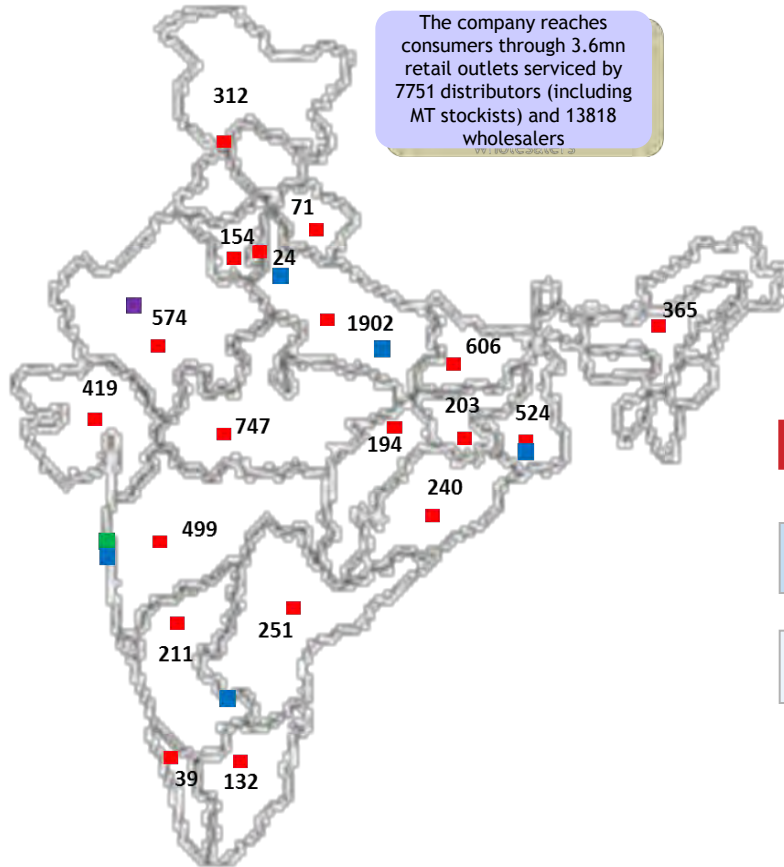 The company reaches
consumers through 3.6mn
retail outlets serviced by
7751 distributors (including
MT stockists) and 13818
wholesalers
wholesalers
312
71
154
24
574
1902
365
606
419
747
203
524
194
240
499
251
211
39
132